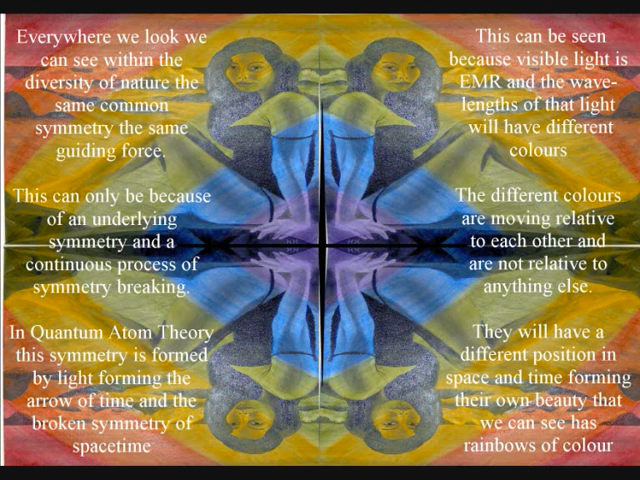 Everywhere we look we
can see within the
diversity of nature the
same common
symmetry the same
guiding force.
This can only be because
of an underlying
symmetry and a
continuous process of
symmetry breaking.
In Quantum Atom Theory
this symmetry is formed
by light forming the
arrow of time and the
broken symmetry of
spacetime
This can be seen
because visible light is
EMR and the wave-
lengths of that light
will have different
colours
The different colours
are moving relative
to each other and
are not relative to
anything else.
They will have a
different position in
space and time forming
their own beauty that
we can see has
rainbows of colour